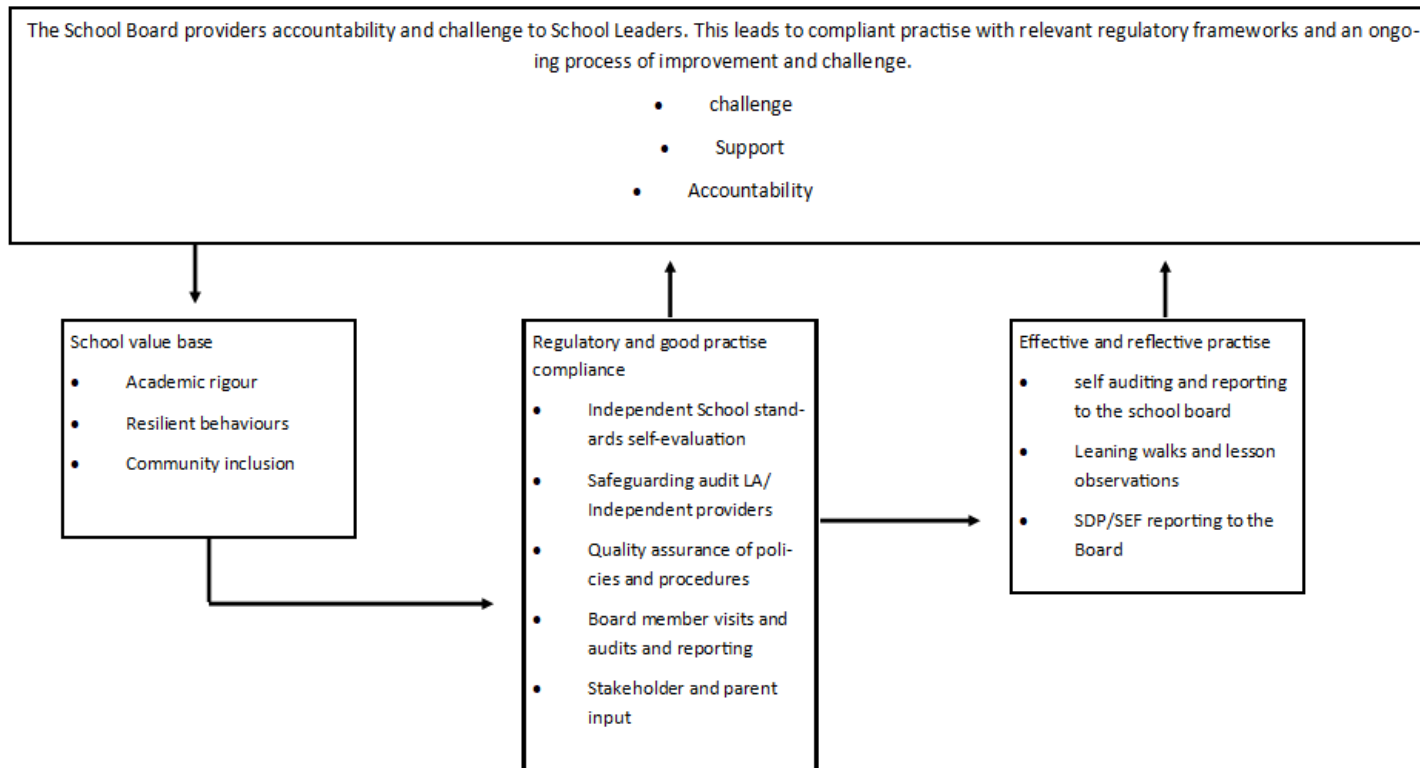 The School Board providers accountability and challenge to School Leaders. This leads to compliant practise with relevant regulatory frameworks and an ongo-
ing process of improvement and challenge.
• challenge
• Support
• Accountability
School value base
• Academic rigour
• Resilient behaviours
• Community inclusion
Regulatory and good practise
compliance
• Independent School stand-
ards self-evaluation
• Safeguarding audit LA/
Independent providers
• Quality assurance of poli-
cies and procedures
• Board member visits and
audits and reporting
• Stakeholder and parent
input
Effective and reflective practise
• self auditing and reporting
to the school board
• Leaning walks and lesson
observations
• SDP/SEF reporting to the
Board